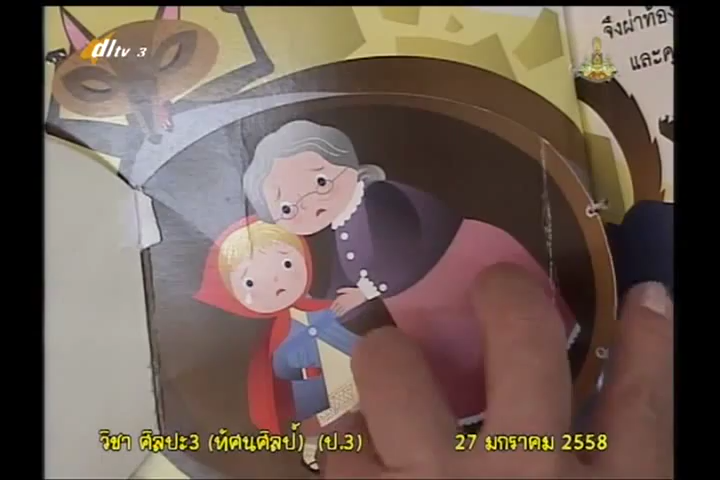 dltv 3
จึงผ่าท้อง
และคุ
วิชา ศิลปะ3 (ทัศนศิลป์) (ป.3)
27 มกราคม 2558